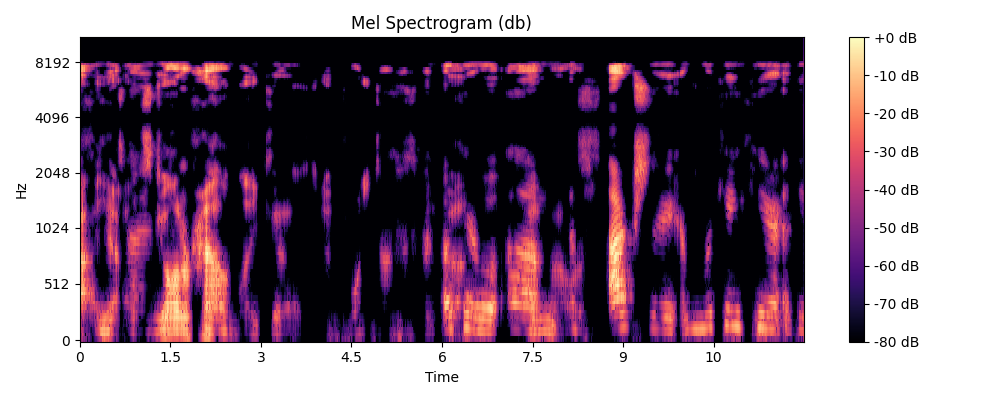 Mel Spectrogram (db)
8192
4096
2048
1024
512
0
Hz
0 1.5 3 4.5 6 7.5 9 10
Time
+0 dB
-10 dB
-20 dB
-30 dB
-40 dB
-50 dB
-60 dB
-70 dB
-80 dB